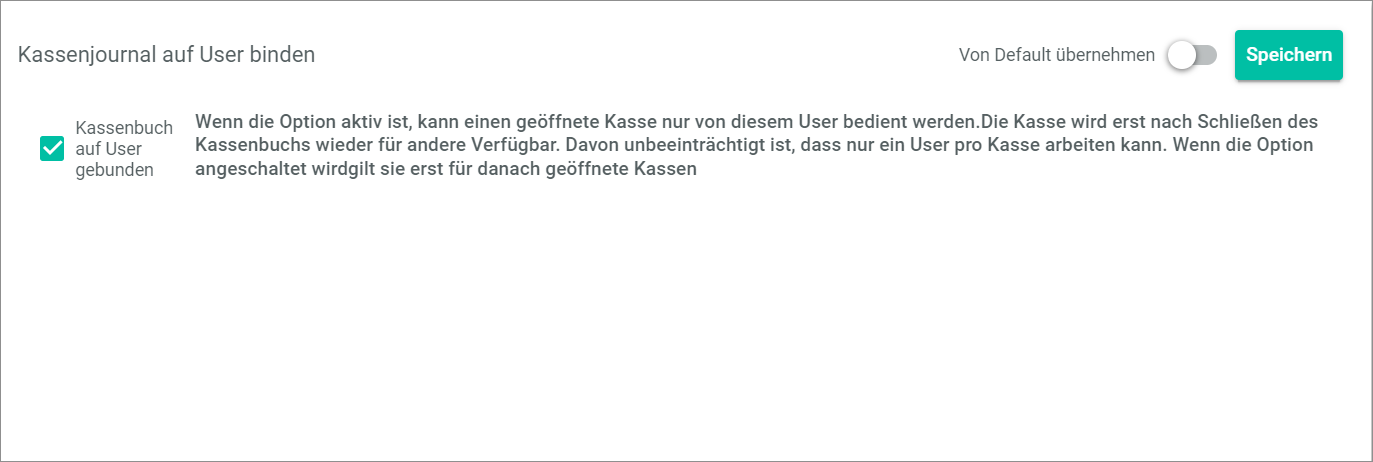 Kassenjournal auf User binden
Von Default übernehmen
Speichern
Kassenbuch
auf User
gebunden
Wenn die Option aktiv ist, kann einen geöffnete Kasse nur von diesem User bedient werden.Die Kasse wird erst nach Schließen des
Kassenbuchs wieder für andere Verfügbar. Davon unbeeinträchtigt ist, dass nur ein User pro Kasse arbeiten kann. Wenn die Option
angeschaltet wirdgilt sie erst für danach geöffnete Kassen